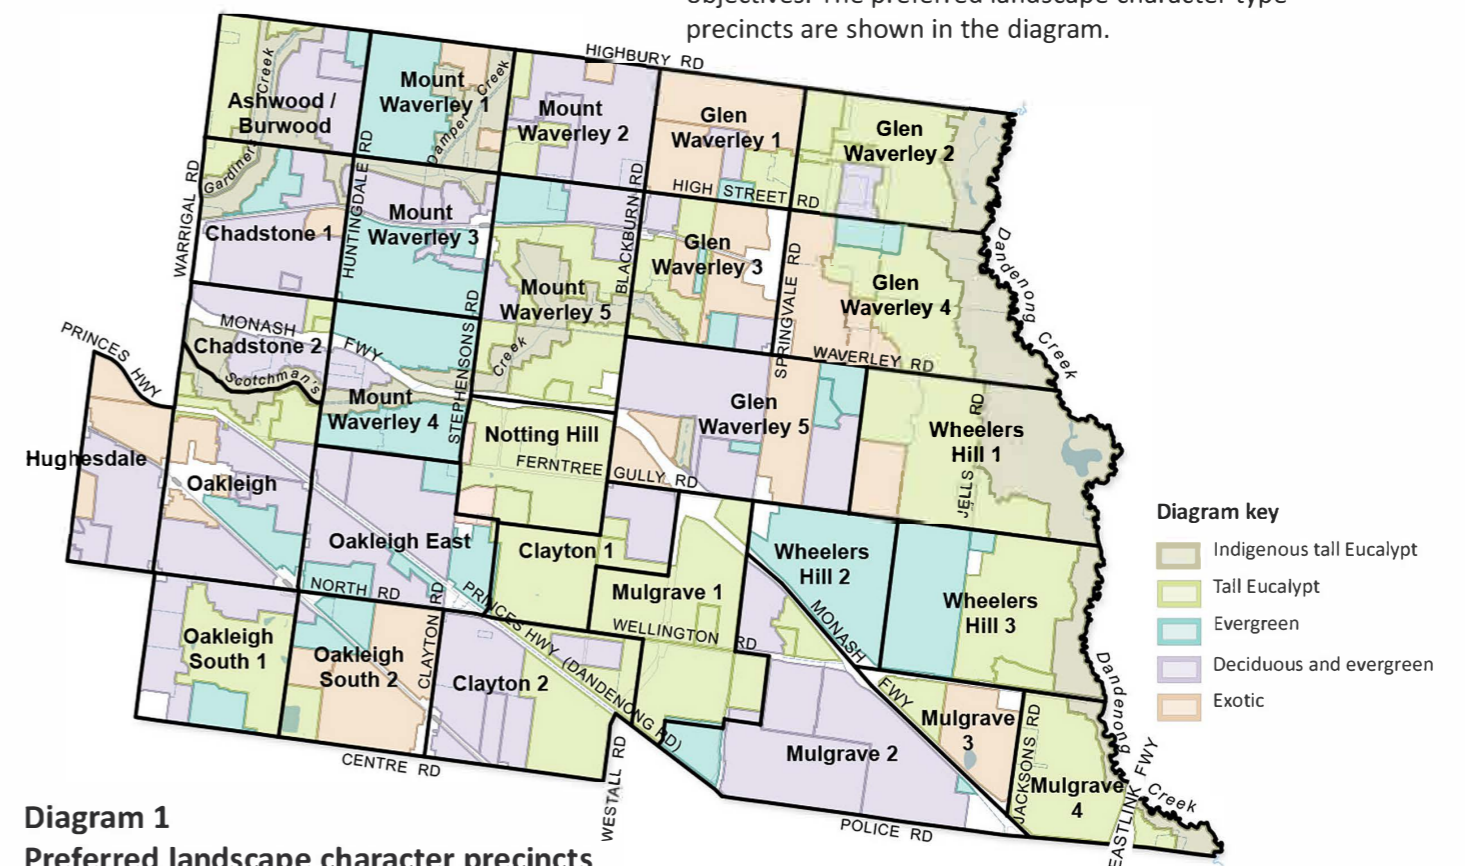 objectives. The preferred landscape character type
precincts are shown in the diagram.
HIGHBURY RD
Creek
Ashwood /
Burwood
Gardiners
Mount
Waverley 1
Damper Creek
Mount
Waverley 2
Glen
Waverley 1
Glen
Waverley 2
HIGH STREET RD
WARRIGAL RD
HUNTINGDALE RD
BLACKBURN RD
Chadstone 1
Mount
Waverley 3
Mount
Waverley 5
Glen
Waverley 3
SPRINGVALE RD
Glen
Waverley 4
Dandenong Creek
MONASH FWY
Chadstone 2
Scotchman's
STEPHENSONS RD
Creek
WAVERLEY RD
PRINCES HWY
Mount
Waverley 4
Notting Hill
Glen
Waverley 5
JELLS RD
Wheelers
Hill 1
Hughesdale
Oakleigh
FERNTREE GULLY RD
Oakleigh East
Clayton 1
Wheelers
Hill 2
NORTH RD
Mulgrave 1
Wheelers
Hill 3
PRINCES HWY (DANDENONG RD)
WELLINGTON RD
MONASH FWY
Oakleigh
South 1
Oakleigh
South 2
CLAYTON RD
Clayton 2
Mulgrave 2
Mulgrave
3
JACKSONS RD
Mulgrave
4
Dandenong Creek
EASTLINK FWY
CENTRE RD
WESTALL RD
POLICE RD
Diagram key
Indigenous tall Eucalypt
Tall Eucalypt
Evergreen
Deciduous and evergreen
Exotic
Diagram 1
Preferred landscape character precincts